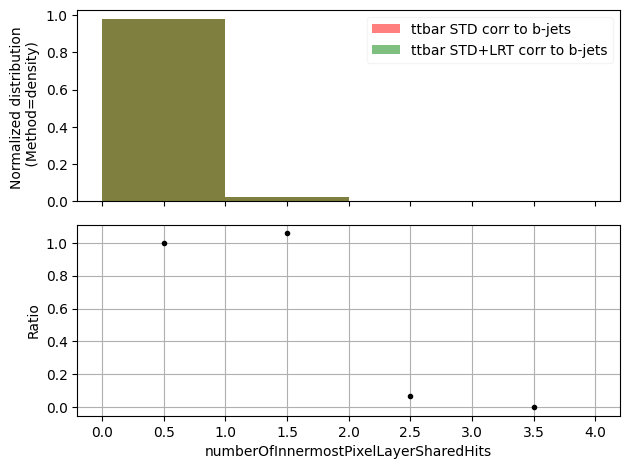 Normalized distribution
(Method=density)
1.0
0.8
0.6
0.4
0.2
0.0
ttbar STD corr to b-jets
ttbar STD+LRT corr to b-jets
Ratio
1.0
0.8
0.6
0.4
0.2
0.0
0.0 0.5 1.0 1.5 2.0 2.5 3.0 3.5 4.0
numberOfInnermostPixelLayerSharedHits